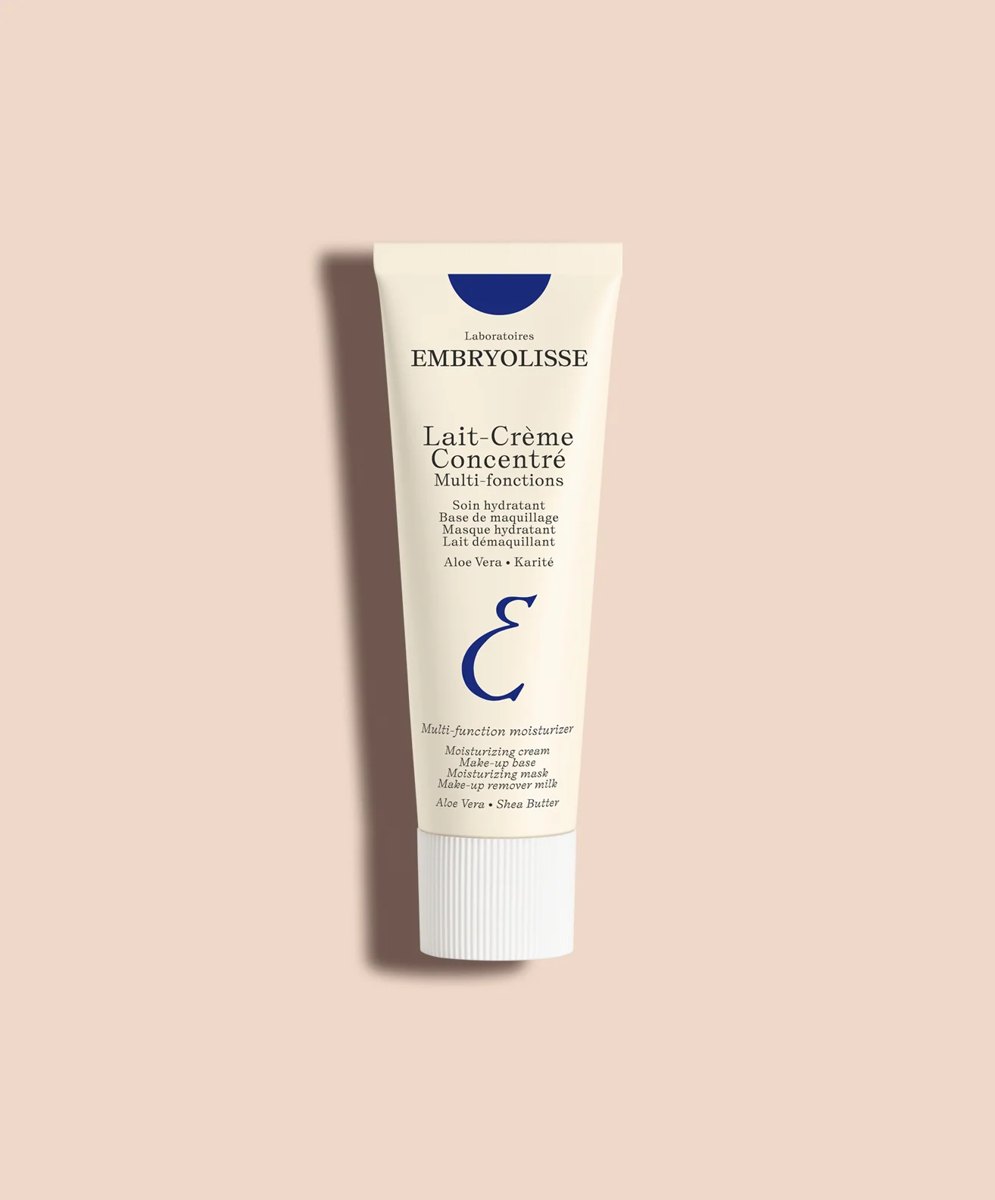 Laboratoires
EMBRYOLISSE
Lait-Crème
Concentré
Multi-fonctions
Soin hydratant
Base de maquillage
Masque hydratant
Lait démaquillant
Aloe Vera • Karité
E
Multi-function moisturizer
Moisturizing cream
Make-up base
Moisturizing mask
Make-up remover milk
Aloe Vera • Shea Butter